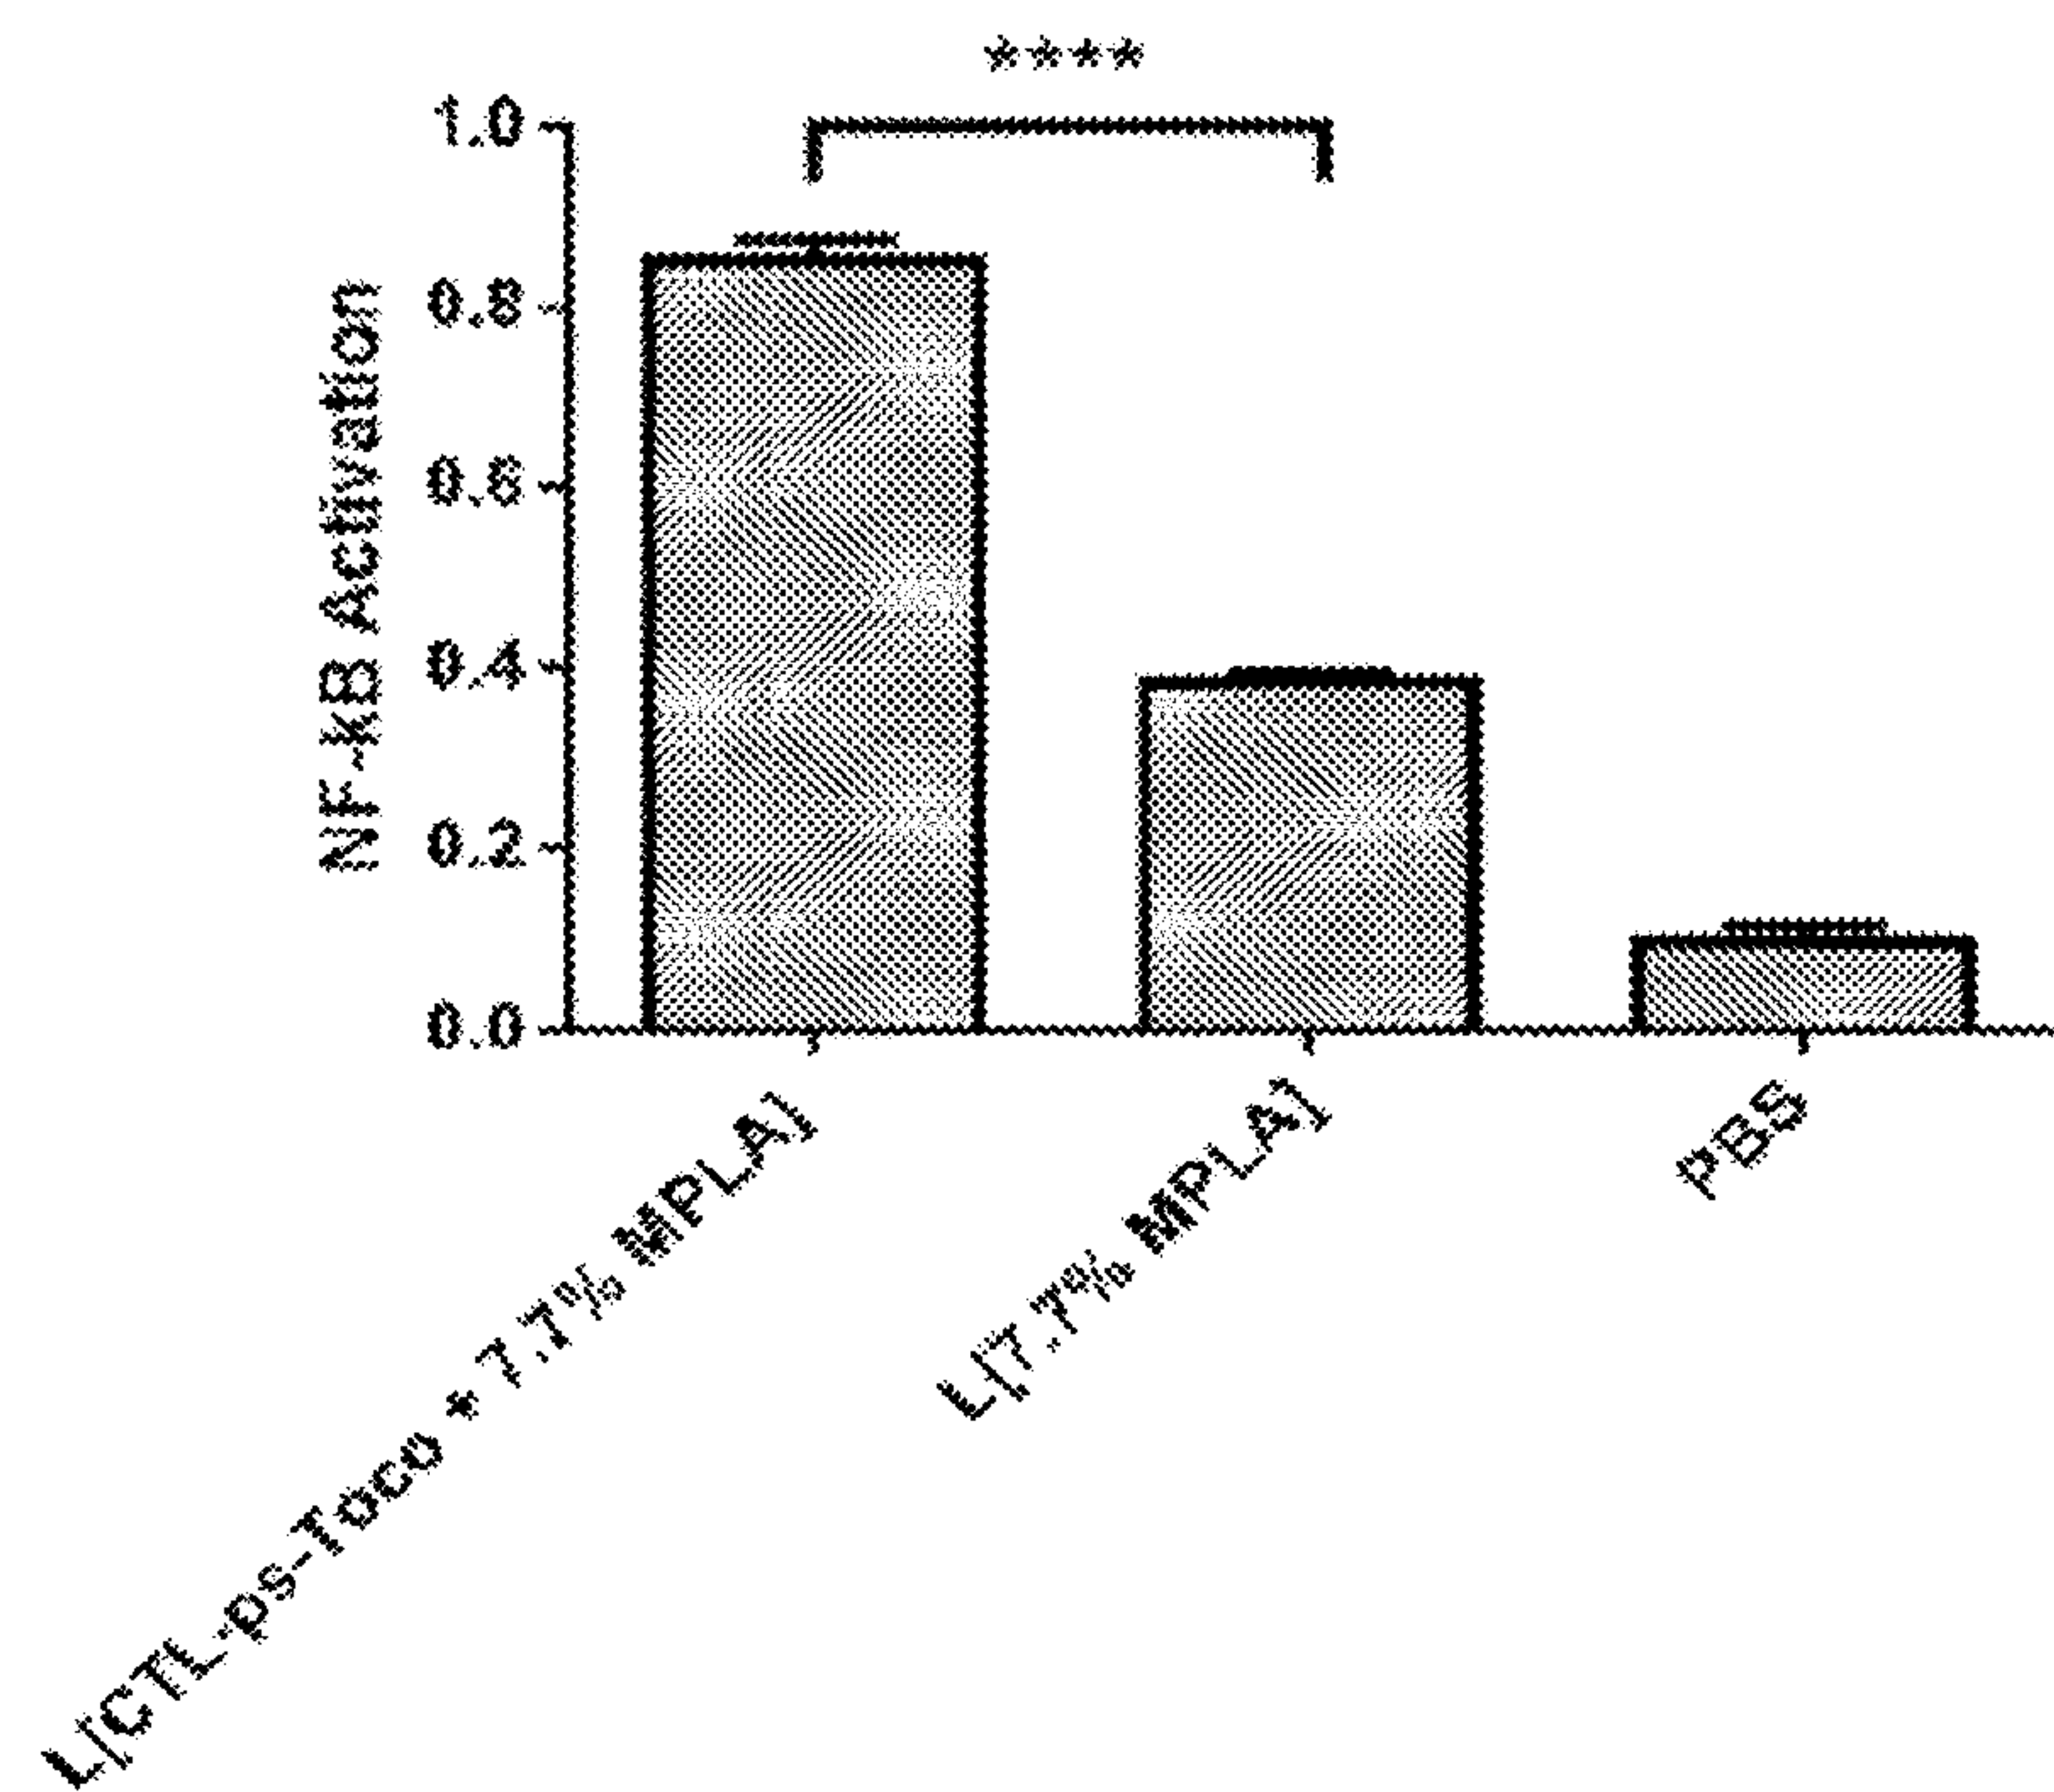 ****
1.0
0.8
0.6
0.4
0.2
0.0
NF-KB Activation
L(CTL-ps-Toco + 7.7% MPLA]
L[7.7% MPLA]
PBS